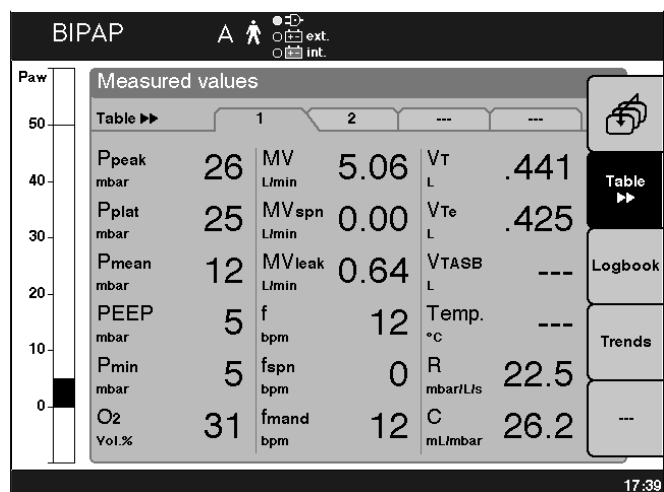 BIPAP A ext.
int.
Paw
50
40
30
20
10
0
Measured values
Table ▶▶ 1 2 --- ---
Ppeak mbar 26 MV L/min 5.06 VT L .441
Pplat mbar 25 MVspn L/min 0.00 VTe L .425
Pmean mbar 12 MVleak L/min 0.64 VTASB L ---
PEEP mbar 5 f bpm 12 Temp. °C ---
Pmin mbar 5 fspn bpm 0 R mbar/L/s 22.5
O2 Vol.% 31 fmand bpm 12 C mL/mbar 26.2
Table
▶▶
Logbook
Trends
---
17:39